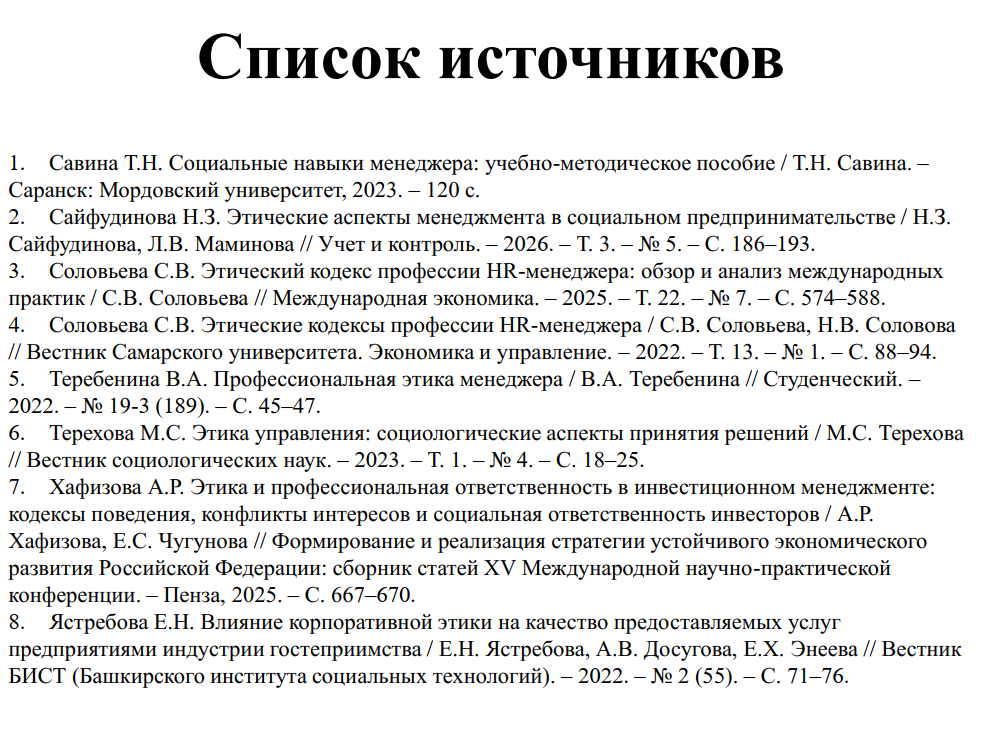 Список источников
1. Савина Т.Н. Социальные навыки менеджера: учебно-методическое пособие / Т.Н. Савина. –
Саранск: Мордовский университет, 2023. – 120 с.
2. Сайфудинова Н.З. Этические аспекты менеджмента в социальном предпринимательстве / Н.З.
Сайфудинова, Л.В. Маминова // Учет и контроль. – 2026. – Т. 3. – № 5. – С. 186–193.
3. Соловьева С.В. Этический кодекс профессии HR-менеджера: обзор и анализ международных
практик / С.В. Соловьева // Международная экономика. – 2025. – Т. 22. – № 7. – С. 574–588.
4. Соловьева С.В. Этические кодексы профессии HR-менеджера / С.В. Соловьева, Н.В. Соловова
// Вестник Самарского университета. Экономика и управление. – 2022. – Т. 13. – № 1. – С. 88–94.
5. Теребенина В.А. Профессиональная этика менеджера / В.А. Теребенина // Студенческий. –
2022. – № 19-3 (189). – С. 45–47.
6. Терехова М.С. Этика управления: социологические аспекты принятия решений / М.С. Терехова
// Вестник социологических наук. – 2023. – Т. 1. – № 4. – С. 18–25.
7. Хафизова А.Р. Этика и профессиональная ответственность в инвестиционном менеджменте:
кодексы поведения, конфликты интересов и социальная ответственность инвесторов / А.Р.
Хафизова, Е.С. Чугунова // Формирование и реализация стратегии устойчивого экономического
развития Российской Федерации: сборник статей XV Международной научно-практической
конференции. – Пенза, 2025. – С. 667–670.
8. Ястребова Е.Н. Влияние корпоративной этики на качество предоставляемых услуг
предприятиями индустрии гостеприимства / Е.Н. Ястребова, А.В. Досугова, Е.Х. Энеева // Вестник
БИСТ (Башкирского института социальных технологий). – 2022. – № 2 (55). – С. 71–76.